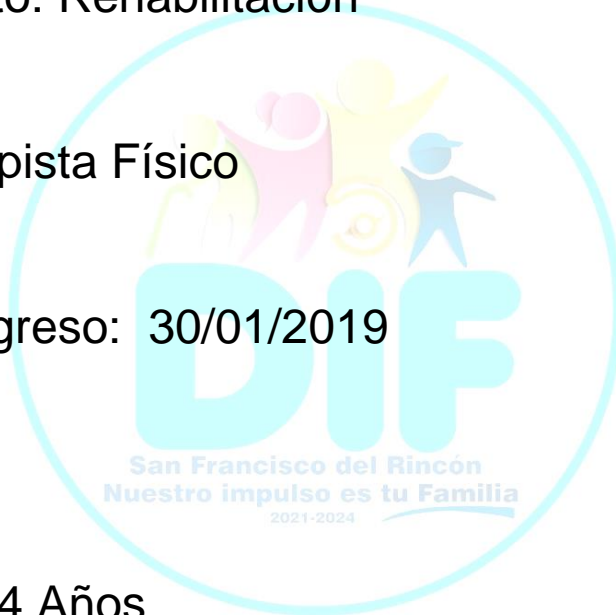 to: Rehabilitación
pista Físico
greso: 30/01/2019
DIF
San Francisco del Rincón
Nuestro impulso es tu Familia
2021-2024
4 Años